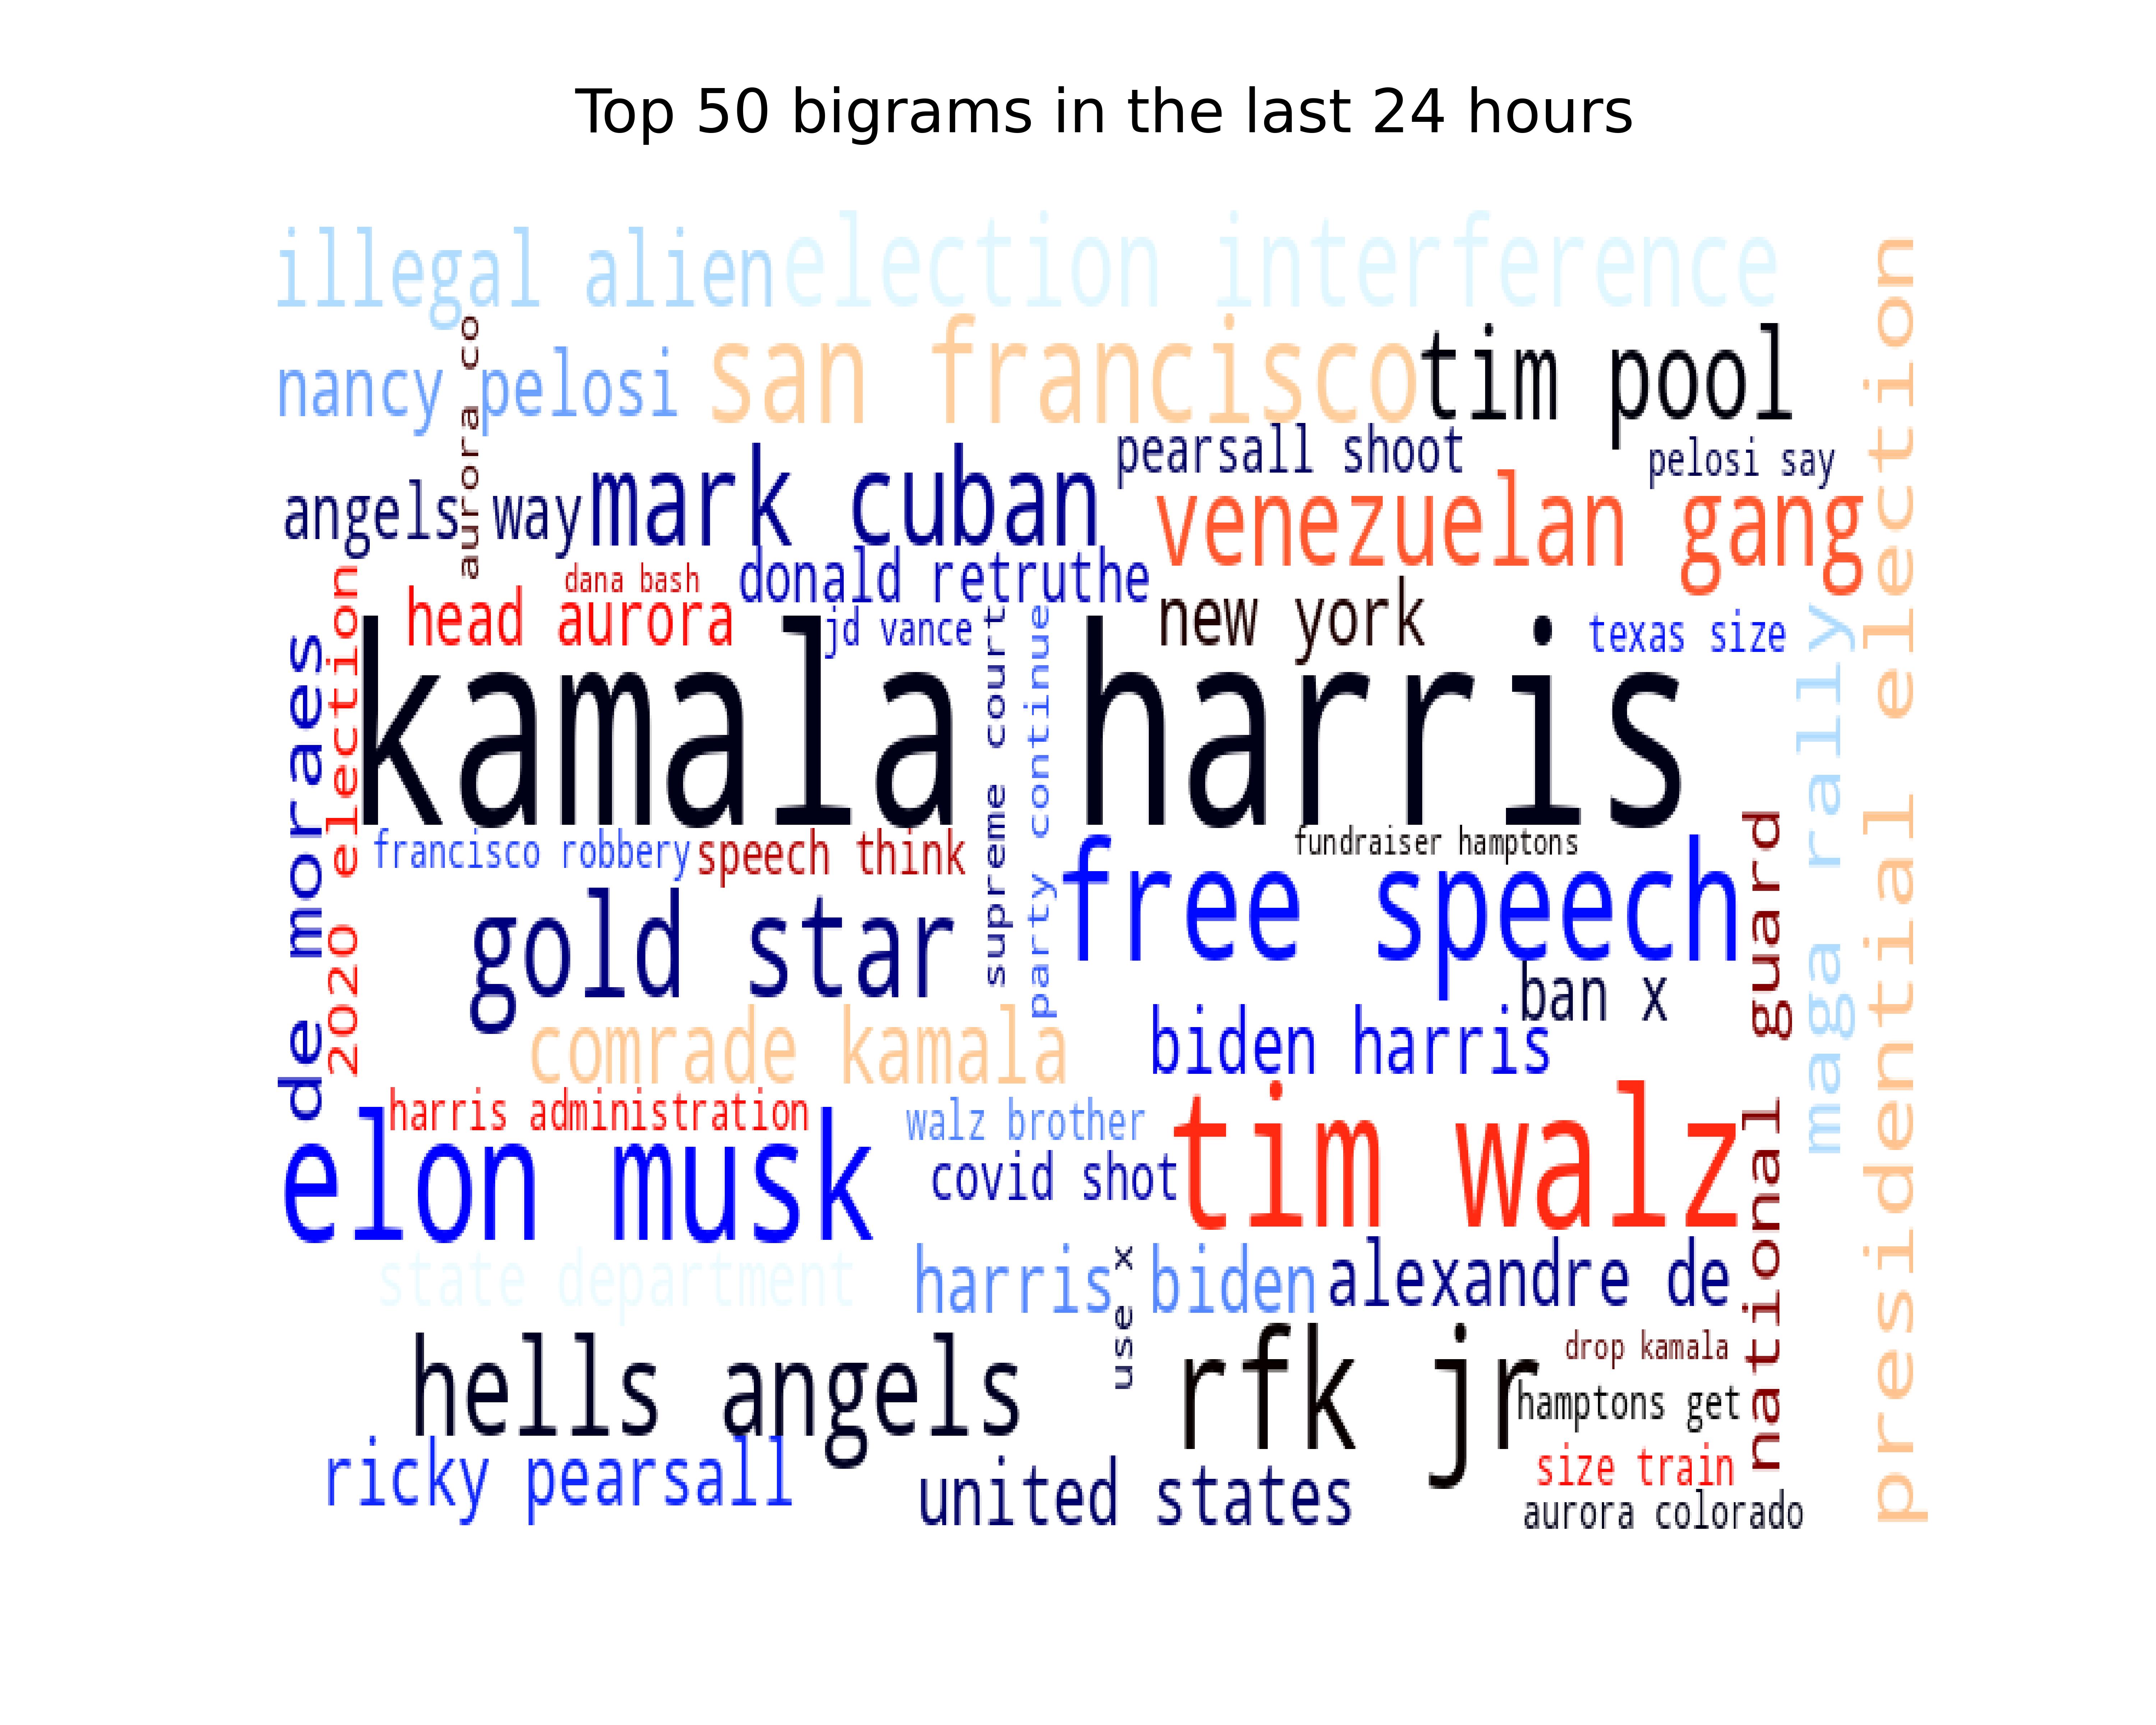 Top 50 bigrams in the last 24 hours
illegal alien
election interference
nancy pelosi
san francisco
tim pool
aurora co
pearsall shoot
pelosi say
angels way
mark cuban
venezuelan gang
dana bash
donald retruthe
head aurora
jd vance
new york
texas size
kamala harris
de moraes
2020 election
supreme court
party continue
maga rally
presidential election
francisco robbery
speech think
fundraiser hamptons
free speech
gold star
national guard
ban x
comrade kamala
biden harris
harris administration
elon musk
walz brother
covid shot
tim walz
state department
harris biden
use x
alexandre de
hells angels
rfk jr
drop kamala
hamptons get
ricky pearsall
united states
size train
aurora colorado